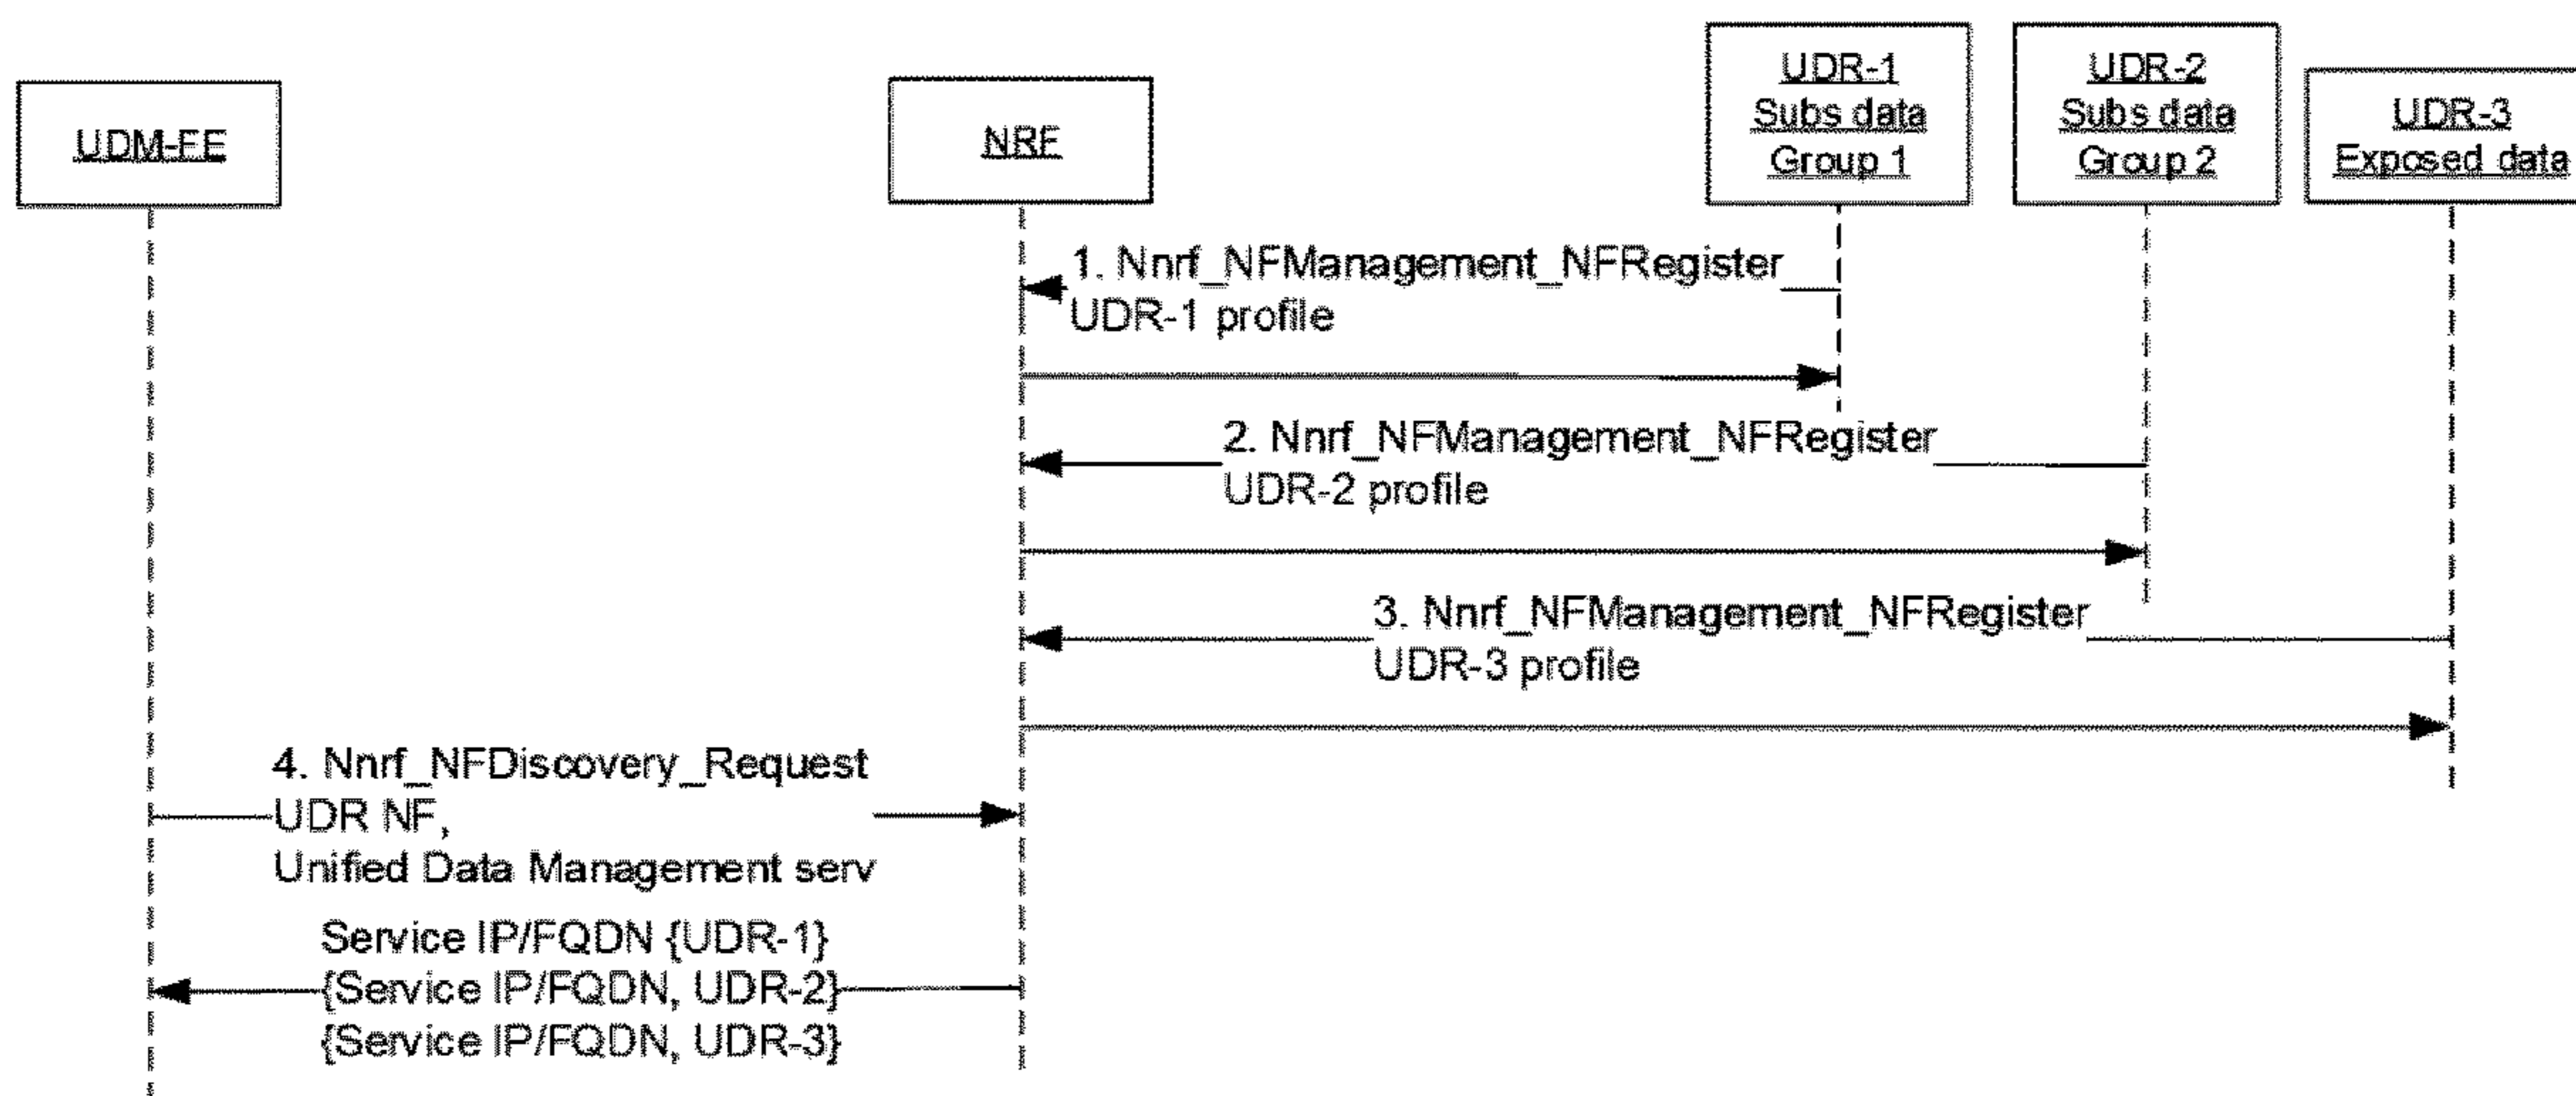 UDM-FE
NRF
UDR-1
Subs data
Group 1
UDR-2
Subs data
Group 2
UDR-3
Exposed data
1. Nnrf_NFManagement_NFRegister
UDR-1 profile
2. Nnrf_NFManagement_NFRegister
UDR-2 profile
3. Nnrf_NFManagement_NFRegister
UDR-3 profile
4. Nnrf_NFDiscovery_Request
UDR NF,
Unified Data Management serv
Service IP/FQDN {UDR-1}
{Service IP/FQDN, UDR-2}
{Service IP/FQDN, UDR-3}